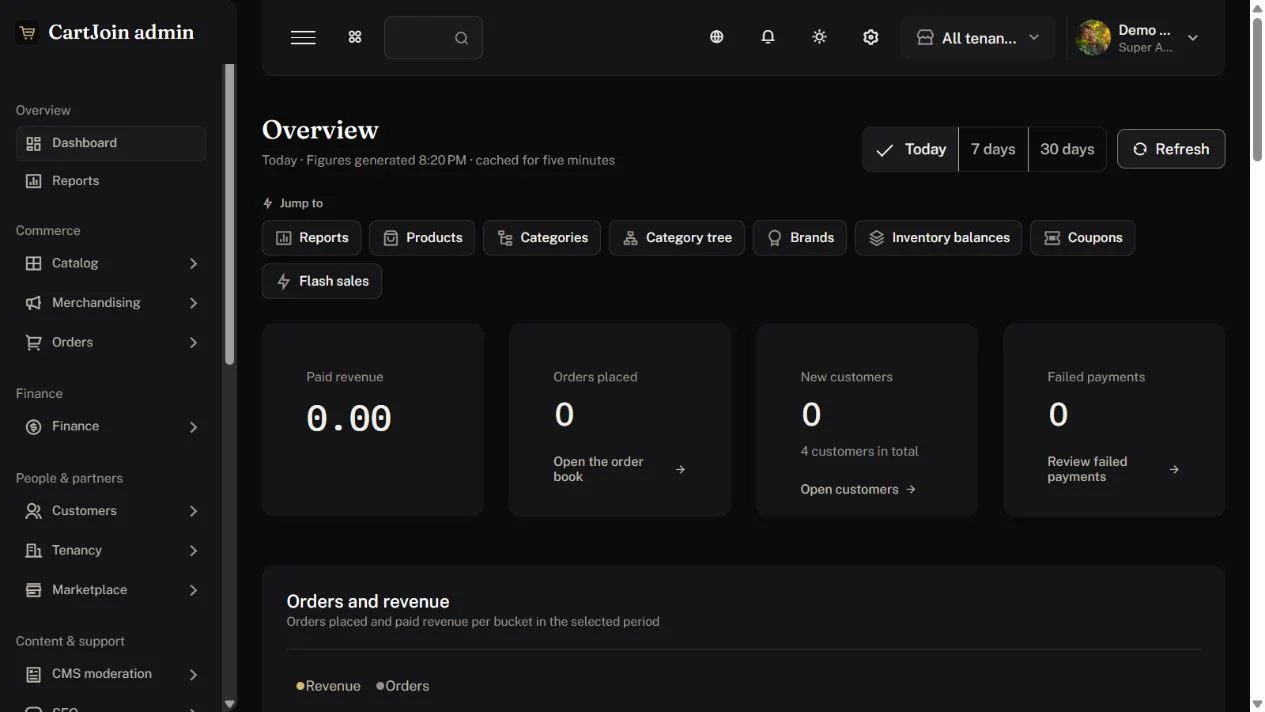 CartJoin admin
Overview
Dashboard
Reports
Commerce
Catalog
Merchandising
Orders
Finance
Finance
People & partners
Customers
Tenancy
Marketplace
Content & support
CMS moderation
SEO
All tenan...
Demo ...
Super A...
Overview
Today · Figures generated 8:20 PM · cached for five minutes
Today
7 days
30 days
Refresh
Jump to
Reports
Products
Categories
Category tree
Brands
Inventory balances
Coupons
Flash sales
Paid revenue
0.00
Orders placed
0
Open the order
book
New customers
0
4 customers in total
Open customers
Failed payments
0
Review failed
payments
Orders and revenue
Orders placed and paid revenue per bucket in the selected period
Revenue
Orders